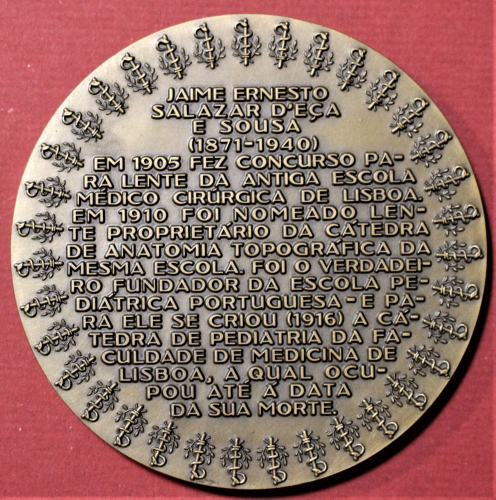 JAIME ERNESTO
SALAZAR D'EÇA
E SOUSA
(1871-1940)
EM 1905 FEZ CONCURSO PA-
RA LENTE DA ANTIGA ESCOLA
MÉDICO CIRÚRGICA DE LISBOA.
EM 1910 FOI NOMEADO LEN-
TE PROPRIETÁRIO DA CÁTEDRA
DE ANATOMIA TOPOGRÁFICA DA
MESMA ESCOLA. FOI O VERDADEI-
RO FUNDADOR DA ESCOLA PE-
DIÁTRICA PORTUGUESA - E PA-
RA ELE SE CRIOU (1916) A CÁ-
TEDRA DE PEDIATRIA DA FA-
CULDADE DE MEDICINA DE
LISBOA, A QUAL OCU-
POU ATÉ À DATA
DA SUA MORTE.